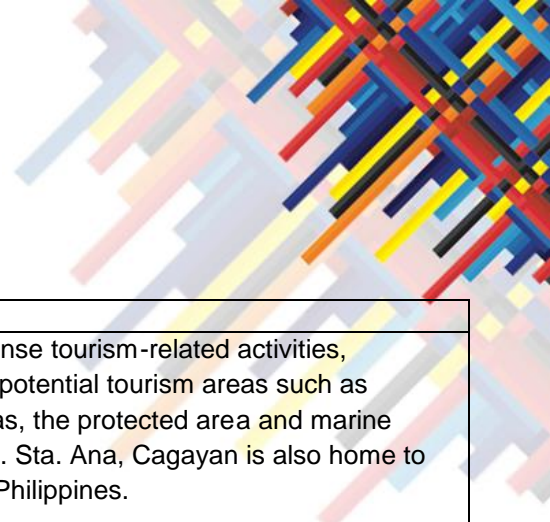 nse tourism-related activities,
potential tourism areas such as
as, the protected area and marine
. Sta. Ana, Cagayan is also home to
Philippines.